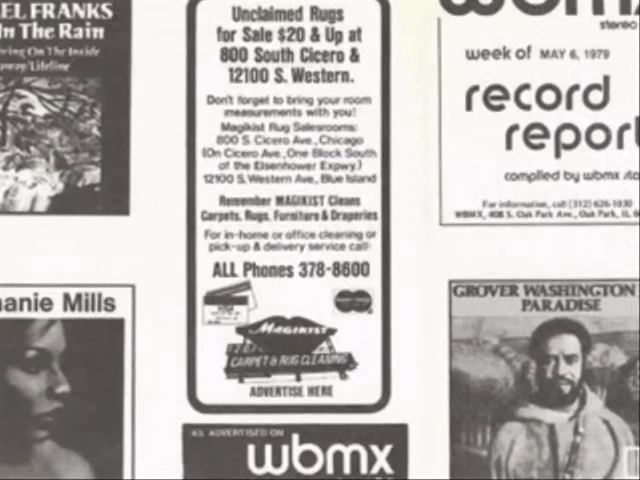 EL FRANKS
n The Rain
ving On The Inside
away/Lifeline
Unclaimed Rugs
for Sale $20 & Up at
800 South Cicero &
12100 S. Western.
Don't forget to bring your room
measurements with you!
Magikist Rug Salesrooms:
800 S. Cicero Ave., Chicago
(On Cicero Ave., One Block South
of the Eisenhower Expwy.)
12100 S. Western Ave., Blue Island
Remember MAGIKIST Cleans
Carpets, Rugs, Furniture & Draperies
For in-home or office cleaning or
pick-up & delivery service call:
ALL Phones 378-8600
MAGIKIST
CARPET & RUG CLEANING
ADVERTISE HERE
AS ADVERTISED ON
wbmx
wbmx
stereo
week of MAY 6, 1979
record
report
compiled by wbmx sta
For information, call (312) 626-1030
WBMX, 408 S. Oak Park Ave., Oak Park, IL 6
anie Mills
GROVER WASHINGTON
PARADISE